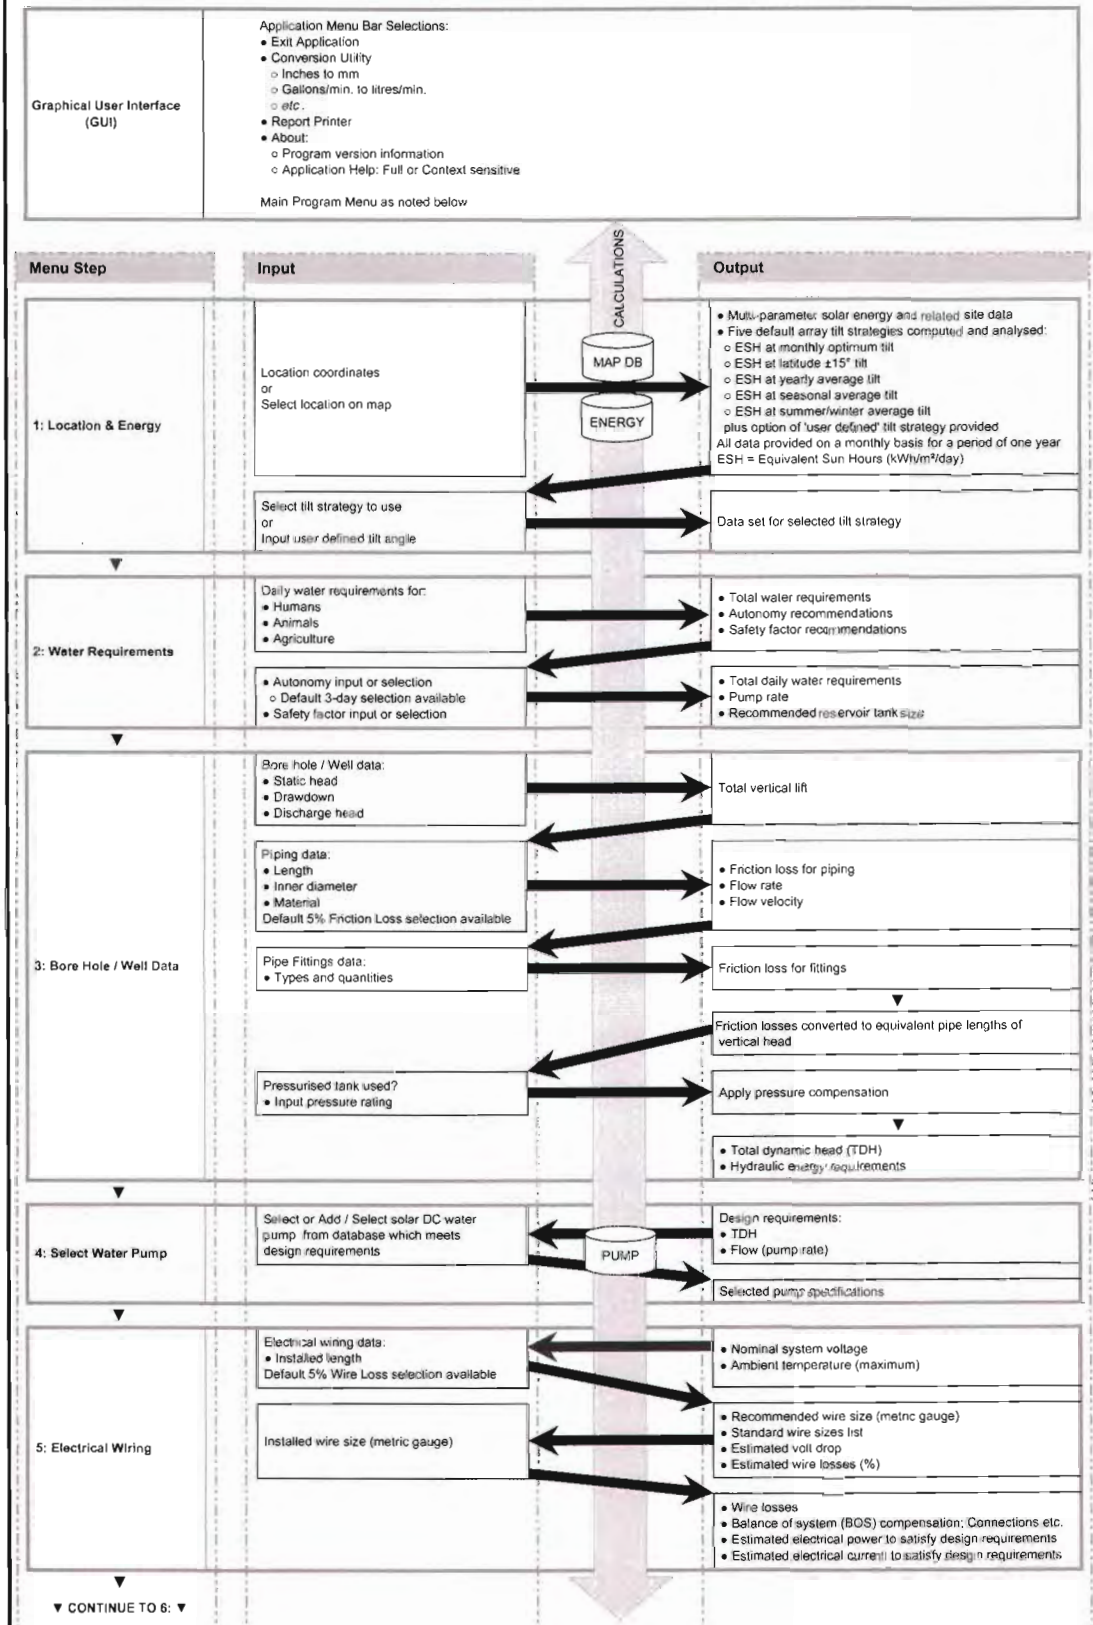 Application Menu Bar Selections:
• Exit Application
• Conversion Utility
○ Inches to mm
○ Gallons/min. to litres/min.
○ etc.
Graphical User Interface
(GUI)
• Report Printer
• About:
○ Program version information
○ Application Help: Full or Context sensitive
Main Program Menu as noted below
CALCULATIONS
Menu Step
Input
Output
1: Location & Energy
Location coordinates
or
Select location on map
MAP DB
ENERGY
• Multi-parameter solar energy and related site data
• Five default array tilt strategies computed and analysed:
○ ESH at monthly optimum tilt
○ ESH at latitude ±15° tilt
○ ESH at yearly average tilt
○ ESH at seasonal average tilt
○ ESH at summer/winter average tilt
plus option of 'user defined' tilt strategy provided
All data provided on a monthly basis for a period of one year
ESH = Equivalent Sun Hours (kWh/m²/day)
Select tilt strategy to use
or
Input user defined tilt angle
Data set for selected tilt strategy
▼
2: Water Requirements
Daily water requirements for:
• Humans
• Animals
• Agriculture
• Total water requirements
• Autonomy recommendations
• Safety factor recommendations
• Autonomy input or selection
○ Default 3-day selection available
• Safety factor input or selection
• Total daily water requirements
• Pump rate
• Recommended reservoir tank size
▼
3: Bore Hole / Well Data
Bore hole / Well data:
• Static head
• Drawdown
• Discharge head
Total vertical lift
Piping data:
• Length
• Inner diameter
• Material
Default 5% Friction Loss selection available
• Friction loss for piping
• Flow rate
• Flow velocity
Pipe Fittings data:
• Types and quantities
Friction loss for fittings
▼
Friction losses converted to equivalent pipe lengths of
vertical head
Pressurised tank used?
• Input pressure rating
Apply pressure compensation
▼
• Total dynamic head (TDH)
• Hydraulic energy requirements
▼
4: Select Water Pump
Select or Add / Select solar DC water
pump from database which meets
design requirements
PUMP
Design requirements:
• TDH
• Flow (pump rate)
Selected pump specifications
▼
5: Electrical Wiring
Electrical wiring data:
• Installed length
Default 5% Wire Loss selection available
• Nominal system voltage
• Ambient temperature (maximum)
Installed wire size (metric gauge)
• Recommended wire size (metric gauge)
• Standard wire sizes list
• Estimated volt drop
• Estimated wire losses (%)
• Wire losses
• Balance of system (BOS) compensation; Connections etc.
• Estimated electrical power to satisfy design requirements
• Estimated electrical current to satisfy design requirements
▼
▼ CONTINUE TO 6: ▼